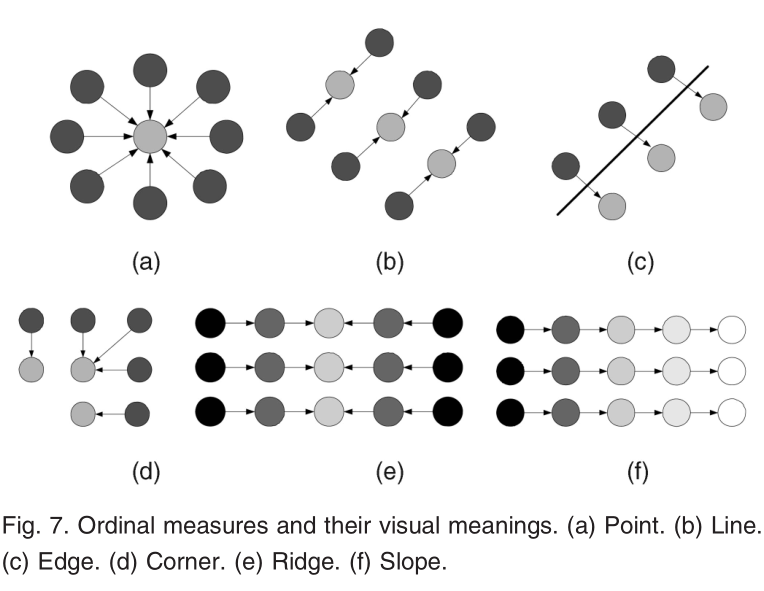 (a)
(b)
(c)
(d)
(e)
(f)
Fig. 7. Ordinal measures and their visual meanings. (a) Point. (b) Line.
(c) Edge. (d) Corner. (e) Ridge. (f) Slope.